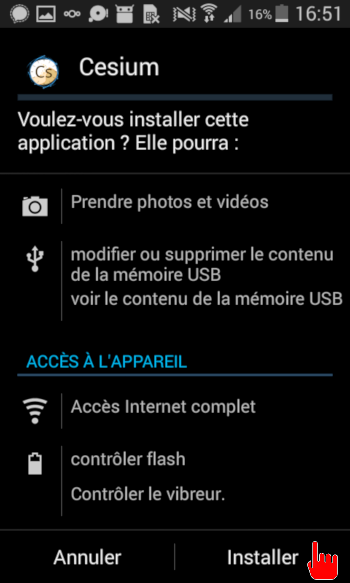 16% 16:51
Cs
Cesium
Voulez-vous installer cette
application ? Elle pourra :
Prendre photos et vidéos
modifier ou supprimer le contenu
de la mémoire USB
voir le contenu de la mémoire USB
ACCÈS À L'APPAREIL
Accès Internet complet
contrôler flash
Contrôler le vibreur.
Annuler
Installer